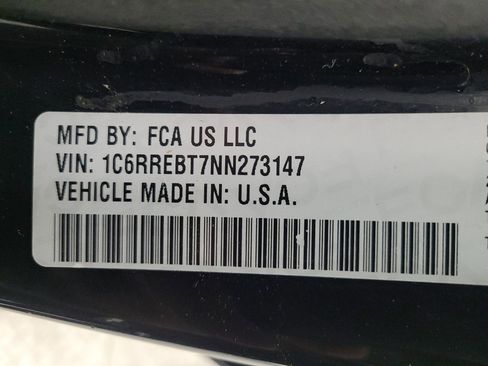 MFD BY: FCA US LLC
VIN: 1C6RREBT7NN273147
VEHICLE MADE IN: U.S.A.